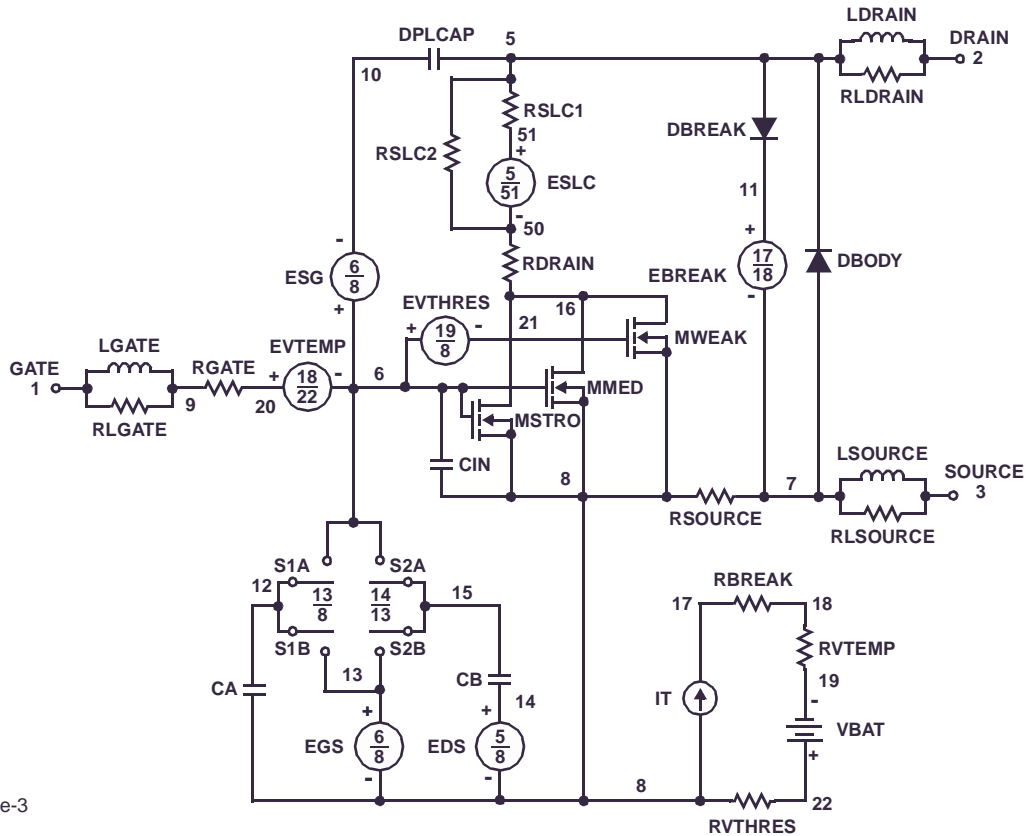 LDRAIN
DPLCAP
5
DRAIN
2
10
RLDRAIN
RSLC1
51
+
DBREAK
RSLC2
5
51
ESLC
11
-
50
+
-
RDRAIN
17
18
EBREAK
-
DBODY
6
8
ESG
+
EVTHRES
16
21
+
19
8
-
MWEAK
LGATE
RGATE
EVTEMP
GATE
1
+
18
22
-
6
MMED
9
20
RLGATE
MSTRO
CIN
8
7
LSOURCE
SOURCE
3
RSOURCE
RLSOURCE
S1A
S2A
12
13
8
14
13
15
RBREAK
17
18
S1B
S2B
RVTEMP
13
CA
CB
14
19
-
IT
VBAT
+
+
+
EGS
6
8
EDS
5
8
-
-
8
22
RVTHRES
e-3